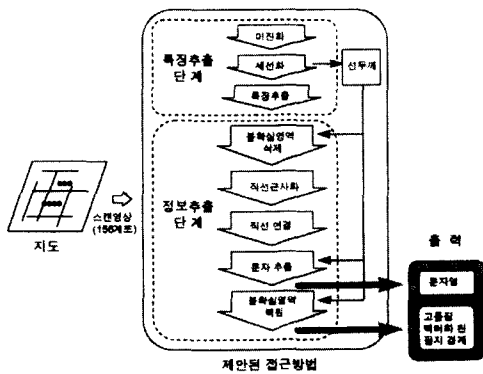 이진화
특징추출
단 계
세선화
선두께
특징추출
불확실영역
삭제
직선근사화
정보추출
단 계
스캔영상
(156계조)
지도
직선 연결
출 력
문자 추출
문자열
불확실영역
복원
고품질
벡터화 된
필지 경계
제안된 접근방법